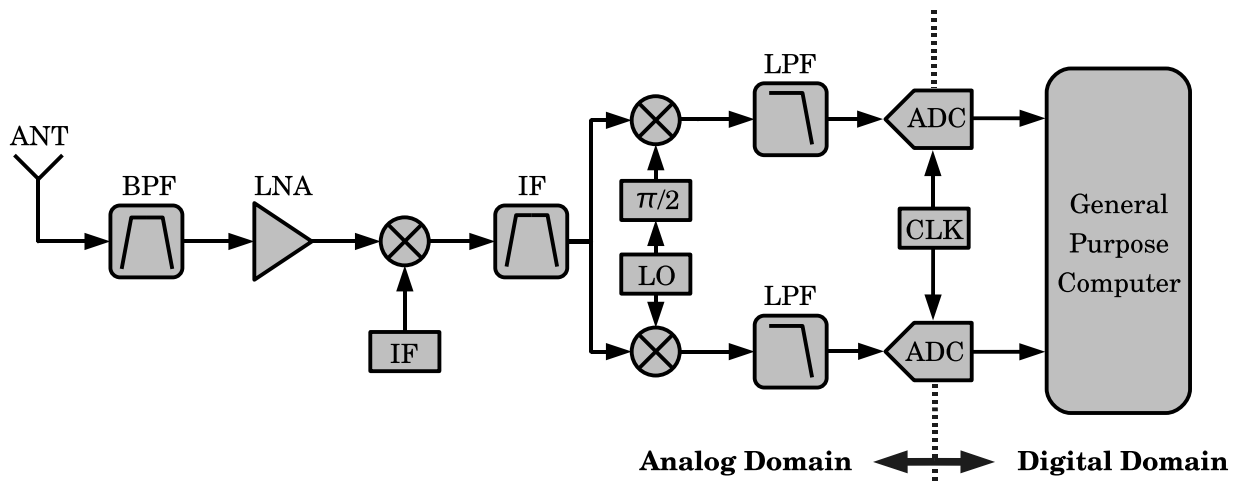 ANT
BPF
LNA
IF
IF
π/2
LO
LPF
LPF
ADC
CLK
ADC
General
Purpose
Computer
Analog Domain
Digital Domain